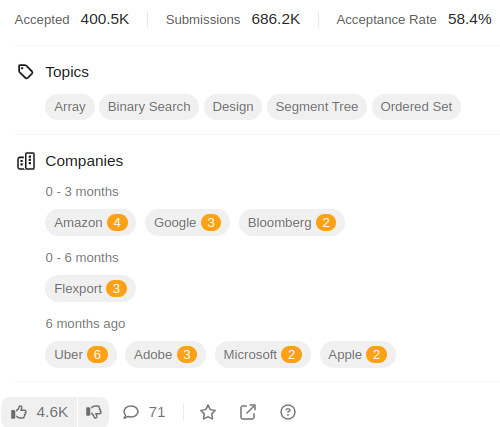 Accepted 400.5K Submissions 686.2K Acceptance Rate 58.4%
Topics
Array Binary Search Design Segment Tree Ordered Set
Companies
0 - 3 months
Amazon 4 Google 3 Bloomberg 2
0 - 6 months
Flexport 3
6 months ago
Uber 6 Adobe 3 Microsoft 2 Apple 2
4.6K 71